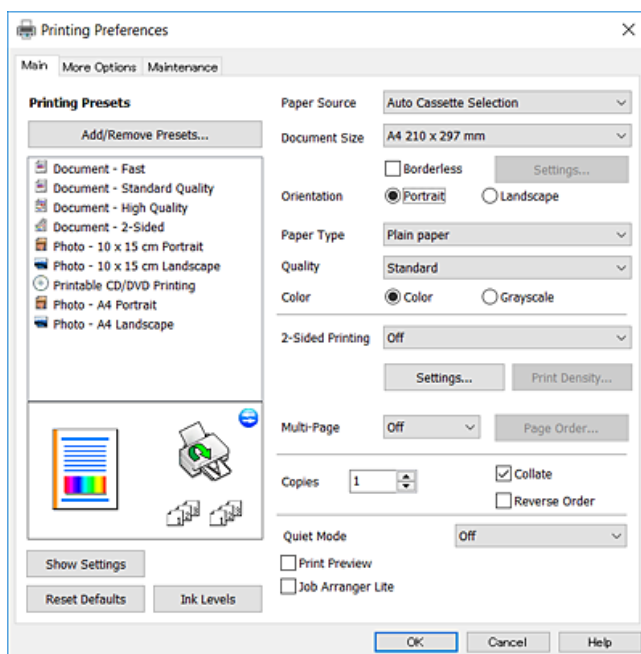 Printing Preferences
Main More Options Maintenance
Printing Presets
Add/Remove Presets...
Document - Fast
Document - Standard Quality
Document - High Quality
Document - 2-Sided
Photo - 10 x 15 cm Portrait
Photo - 10 x 15 cm Landscape
Printable CD/DVD Printing
Photo - A4 Portrait
Photo - A4 Landscape
Show Settings
Reset Defaults Ink Levels
Paper Source Auto Cassette Selection
Document Size A4 210 x 297 mm
Borderless Settings...
Orientation Portrait Landscape
Paper Type Plain paper
Quality Standard
Color Color Grayscale
2-Sided Printing Off
Settings... Print Density...
Multi-Page Off Page Order...
Copies 1 Collate
Reverse Order
Quiet Mode Off
Print Preview
Job Arranger Lite
OK Cancel Help